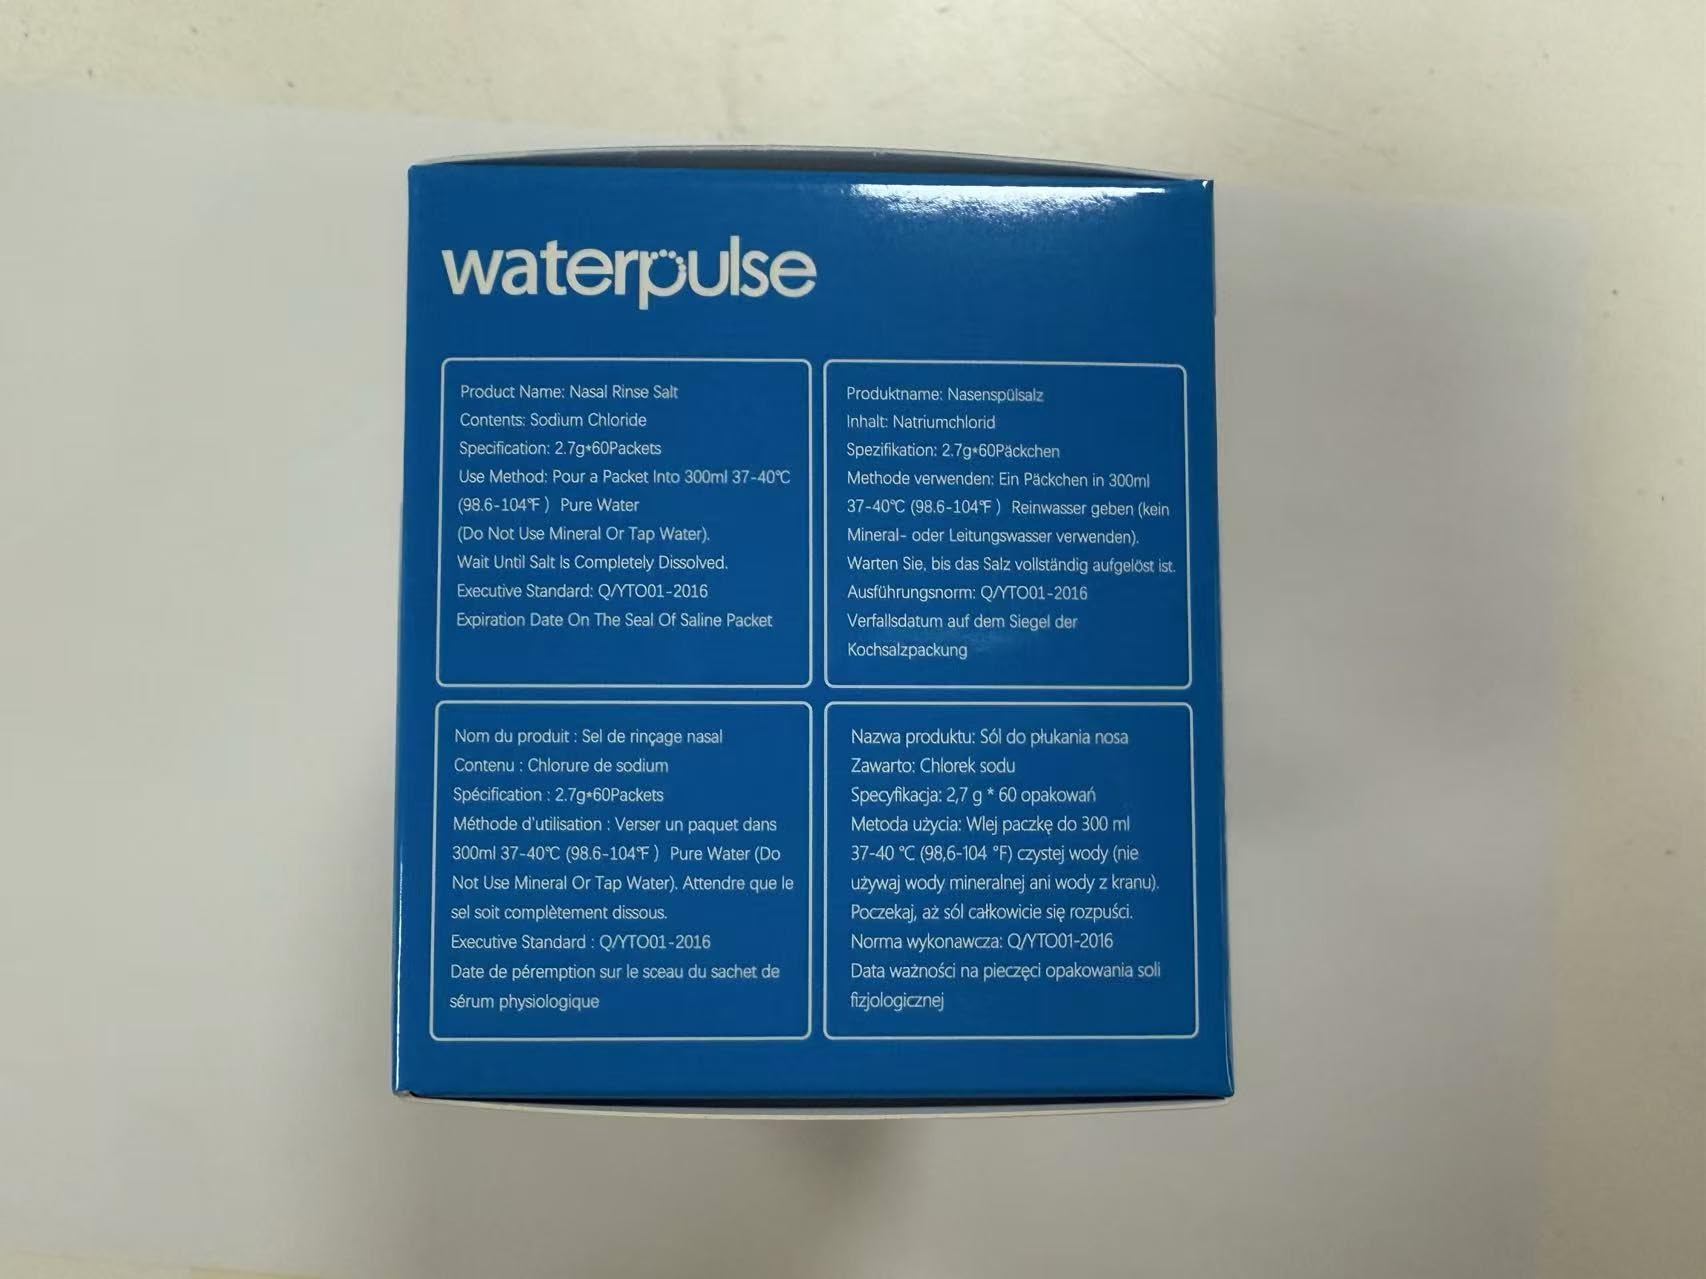 waterpulse
Product Name: Nasal Rinse Salt
Contents: Sodium Chloride
Specification: 2.7g*60Packets
Use Method: Pour a Packet Into 300ml 37-40℃
(98.6-104℉ ) Pure Water
(Do Not Use Mineral Or Tap Water).
Wait Until Salt Is Completely Dissolved.
Executive Standard: Q/YTO01-2016
Expiration Date On The Seal Of Saline Packet
Produktname: Nasenspülsalz
Inhalt: Natriumchlorid
Spezifikation: 2.7g*60Päckchen
Methode verwenden: Ein Päckchen in 300ml
37-40℃ (98.6-104℉ ) Reinwasser geben (kein
Mineral- oder Leitungswasser verwenden).
Warten Sie, bis das Salz vollständig aufgelöst ist.
Ausführungsnorm: Q/YTO01-2016
Verfallsdatum auf dem Siegel der
Kochsalzpackung
Nom du produit : Sel de rinçage nasal
Contenu : Chlorure de sodium
Spécification : 2.7g*60Packets
Méthode d'utilisation : Verser un paquet dans
300ml 37-40℃ (98.6-104℉ ) Pure Water (Do
Not Use Mineral Or Tap Water). Attendre que le
sel soit complètement dissous.
Executive Standard : Q/YTO01-2016
Date de péremption sur le sceau du sachet de
sérum physiologique
Nazwa produktu: Sól do płukania nosa
Zawarto: Chlorek sodu
Specyfikacja: 2,7 g * 60 opakowań
Metoda użycia: Wlej paczkę do 300 ml
37-40 °C (98,6-104 °F) czystej wody (nie
używaj wody mineralnej ani wody z kranu).
Poczekaj, aż sól całkowicie się rozpuści.
Norma wykonawcza: Q/YTO01-2016
Data ważności na pieczęci opakowania soli
fizjologicznej